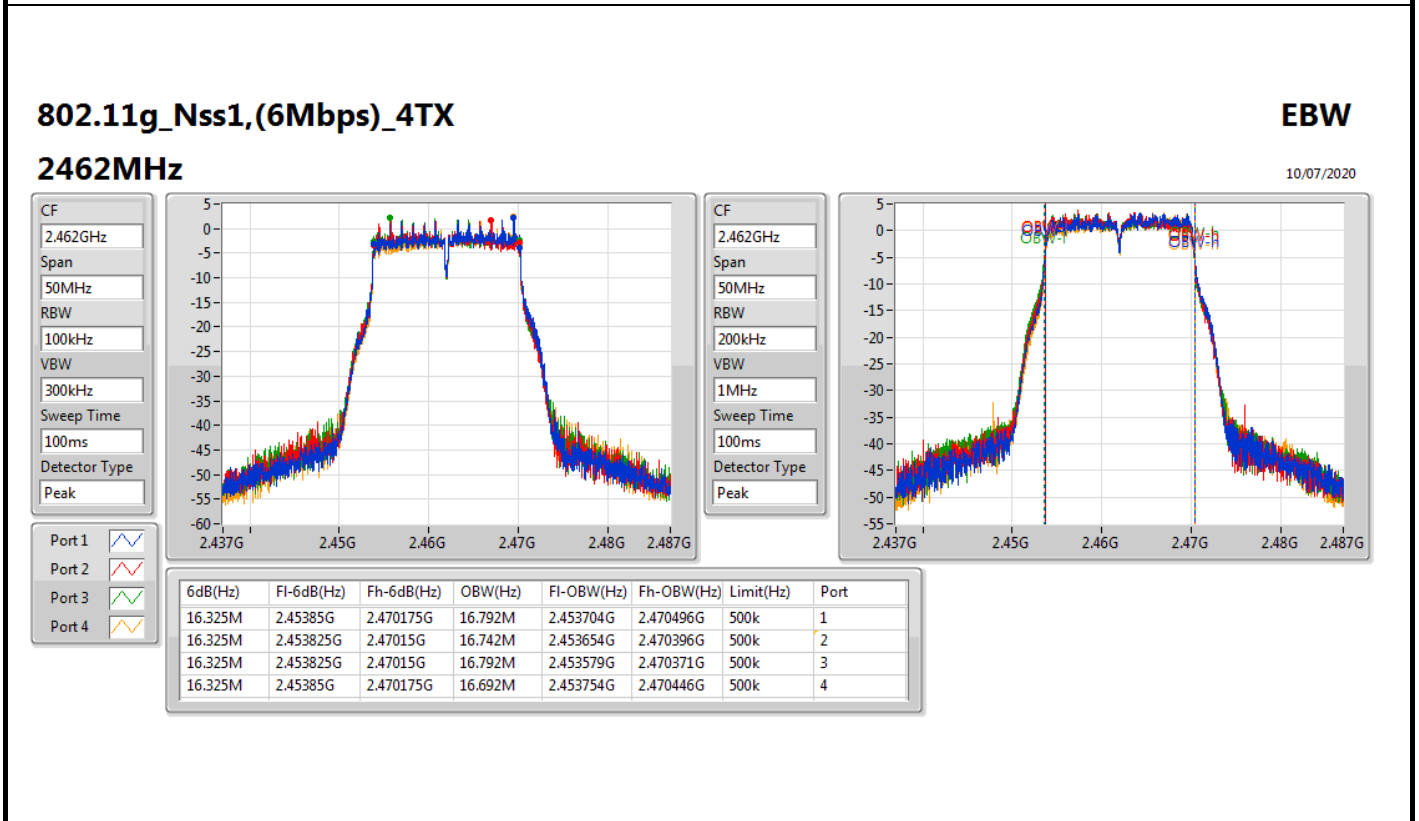 802.11g_Nss1,(6Mbps)_4TX
EBW
2462MHz
10/07/2020
CF
2.462GHz
Span
50MHz
RBW
100kHz
VBW
300kHz
Sweep Time
100ms
Detector Type
Peak
5
0
-5
-10
-15
-20
-25
-30
-35
-40
-45
-50
-55
-60
2.437G 2.45G 2.46G 2.47G 2.48G 2.487G
CF
2.462GHz
Span
50MHz
RBW
200kHz
VBW
1MHz
Sweep Time
100ms
Detector Type
Peak
5
0
-5
-10
-15
-20
-25
-30
-35
-40
-45
-50
-55
OBW-l
OBW-h
OBW-h
2.437G 2.45G 2.46G 2.47G 2.48G 2.487G
Port 1
Port 2
Port 3
Port 4
6dB(Hz) Fl-6dB(Hz) Fh-6dB(Hz) OBW(Hz) Fl-OBW(Hz) Fh-OBW(Hz) Limit(Hz) Port
16.325M 2.45385G 2.470175G 16.792M 2.453704G 2.470496G 500k 1
16.325M 2.453825G 2.47015G 16.742M 2.453654G 2.470396G 500k 2
16.325M 2.453825G 2.47015G 16.792M 2.453579G 2.470371G 500k 3
16.325M 2.45385G 2.470175G 16.692M 2.453754G 2.470446G 500k 4